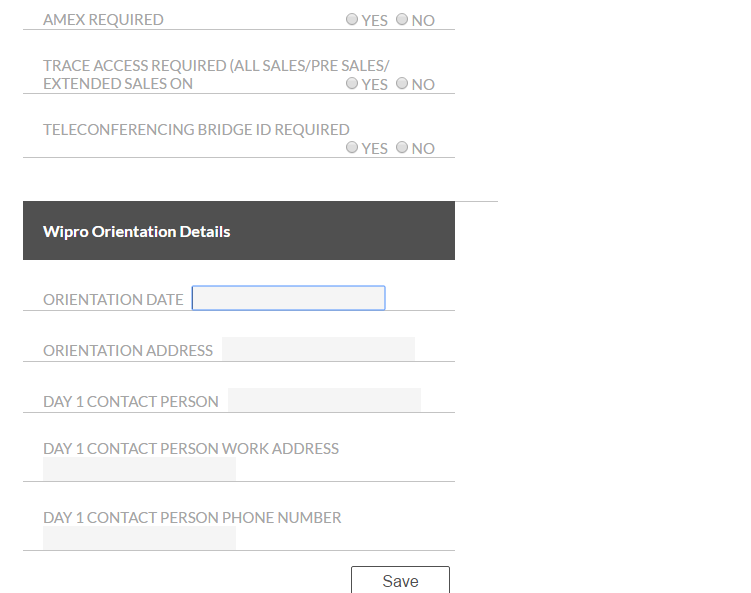 AMEX REQUIRED YES NO
TRACE ACCESS REQUIRED (ALL SALES/PRE SALES/
EXTENDED SALES ON YES NO
TELECONFERENCING BRIDGE ID REQUIRED
YES NO
Wipro Orientation Details
ORIENTATION DATE
ORIENTATION ADDRESS
DAY 1 CONTACT PERSON
DAY 1 CONTACT PERSON WORK ADDRESS
DAY 1 CONTACT PERSON PHONE NUMBER
Save